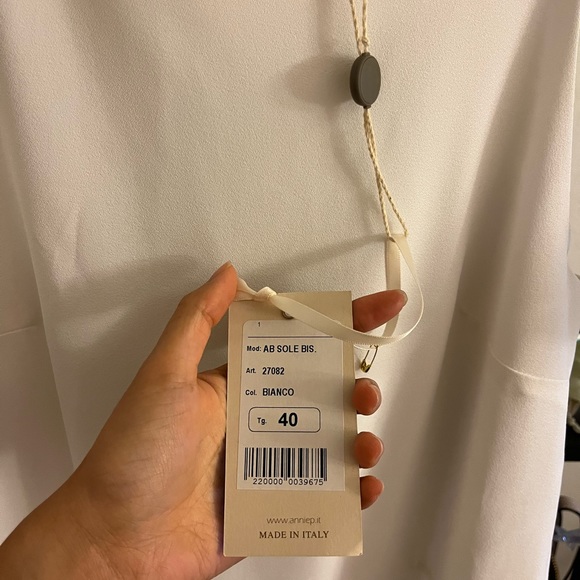 1
Mod: AB SOLE BIS.
Art. 27082
Col. BIANCO
Tg. 40
220000 0039675
www.anniep.it
MADE IN ITALY